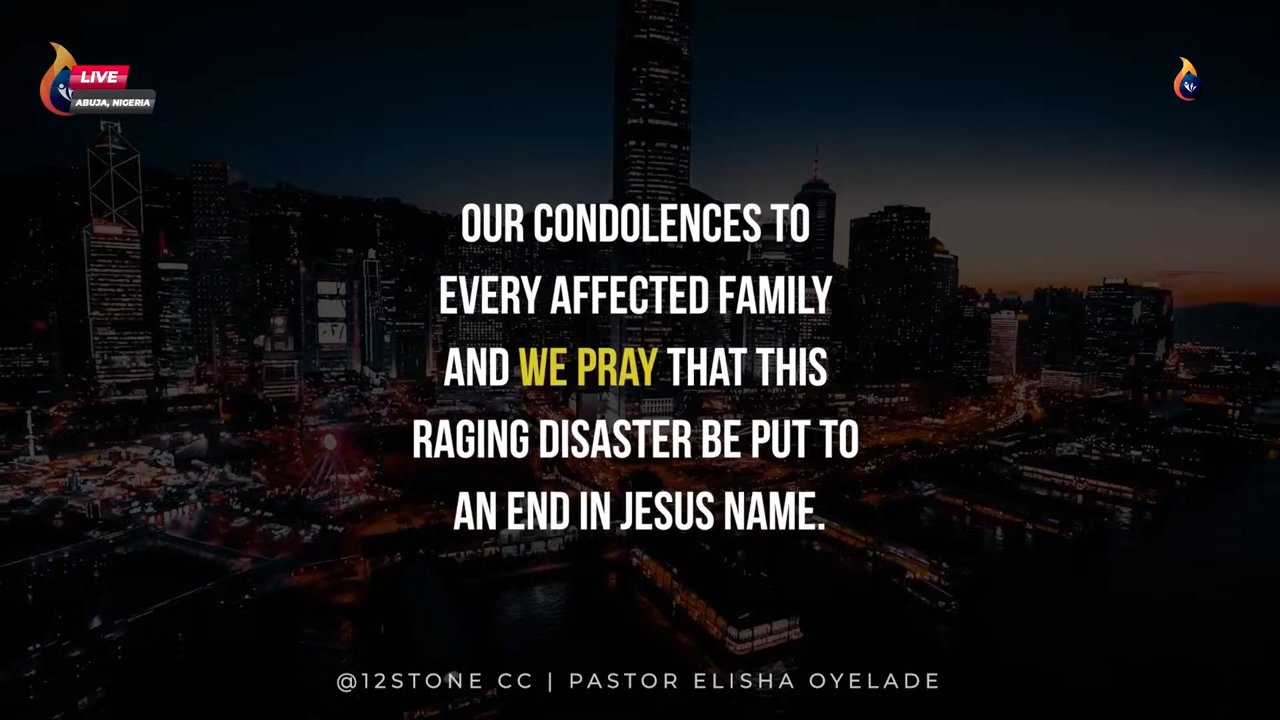 LIVE
ABUJA, NIGERIA
OUR CONDOLENCES TO
EVERY AFFECTED FAMILY
AND WE PRAY THAT THIS
RAGING DISASTER BE PUT TO
AN END IN JESUS NAME.
ifc
@12STONE CC | PASTOR ELISHA OYELADE